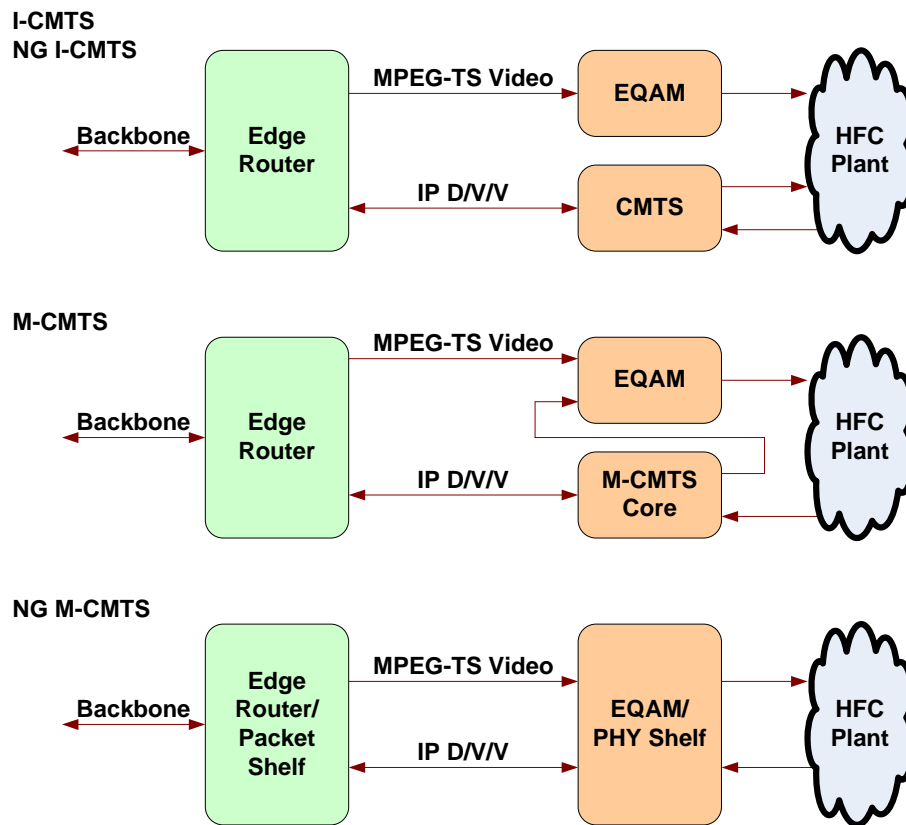 I-CMTS
NG I-CMTS
MPEG-TS Video
EQAM
Backbone
Edge
Router
HFC
Plant
IP D/V/V
CMTS
M-CMTS
MPEG-TS Video
EQAM
Backbone
Edge
Router
HFC
Plant
IP D/V/V
M-CMTS
Core
NG M-CMTS
MPEG-TS Video
Backbone
Edge
Router/
Packet
Shelf
EQAM/
PHY Shelf
HFC
Plant
IP D/V/V